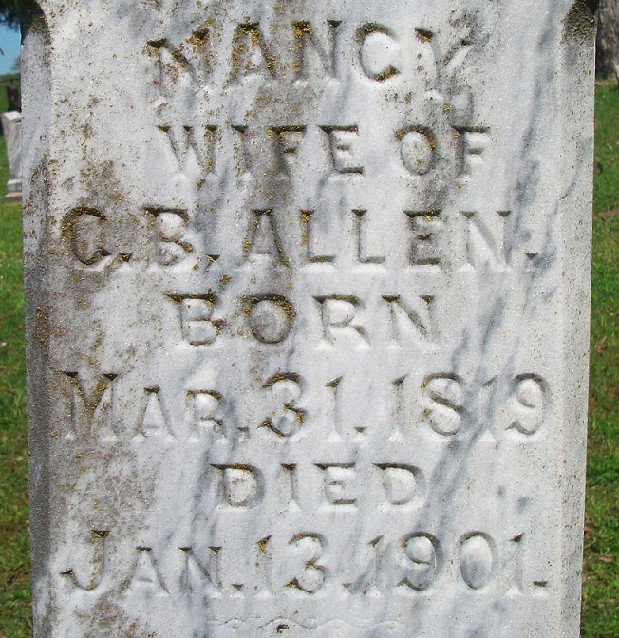 NANCY
WIFE OF
C.B. ALLEN.
BORN
MAR. 31. 1819
DIED
JAN. 13. 1901.